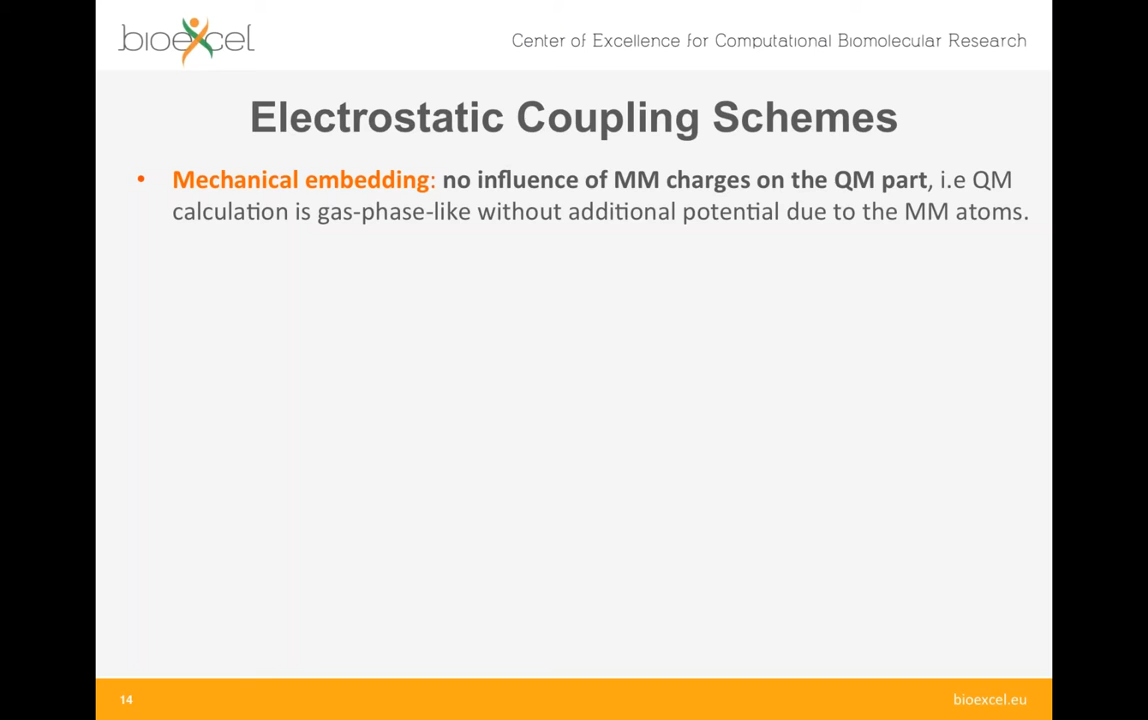 bioexcel
Center of Excellence for Computational Biomolecular Research
Electrostatic Coupling Schemes
• Mechanical embedding: no influence of MM charges on the QM part, i.e QM
calculation is gas-phase-like without additional potential due to the MM atoms.
14
bioexcel.eu